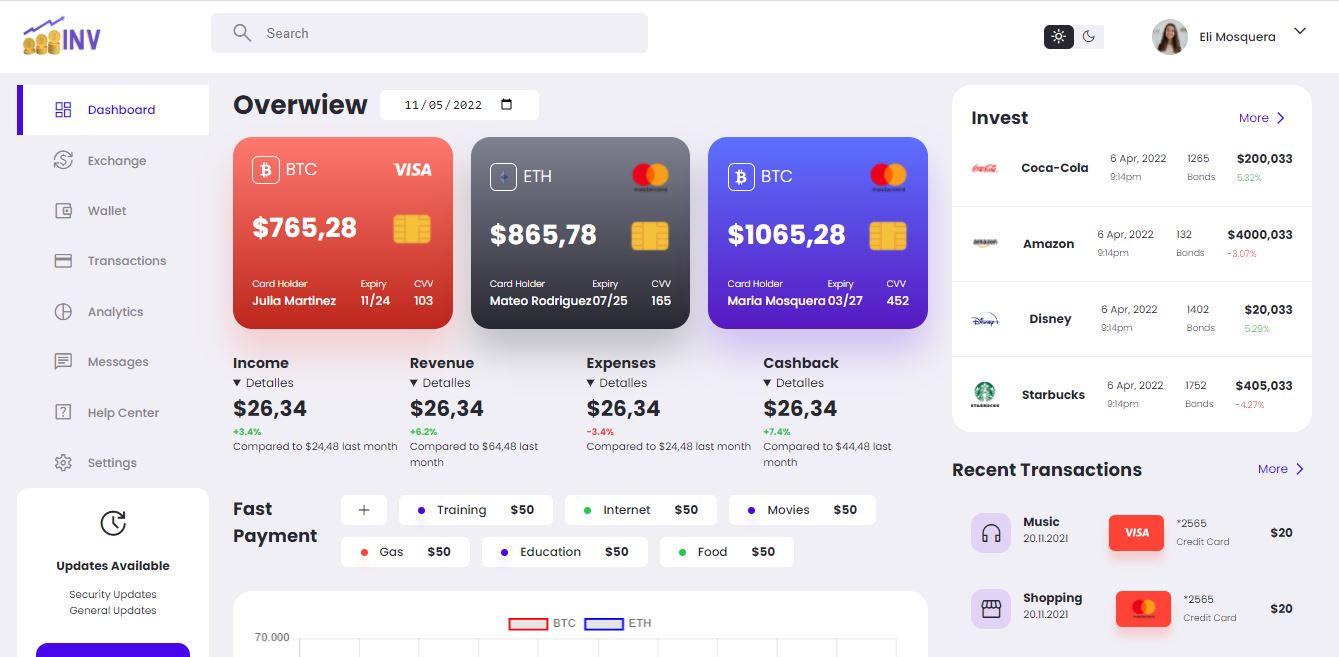 INV
Search
Eli Mosquera
Dashboard
Exchange
Wallet
Transactions
Analytics
Messages
Help Center
Settings
Updates Available
Security Updates
General Updates
Overwiew
11/05/2022
BTC
VISA
$765,28
Card Holder Expiry CVV
Julia Martinez 11/24 103
ETH
mastercard
$865,78
Card Holder Expiry CVV
Mateo Rodriguez 07/25 165
BTC
mastercard
$1065,28
Card Holder Expiry CVV
Maria Mosquera 03/27 452
Income
▼ Detalles
$26,34
+3.4%
Compared to $24,48 last month
Revenue
▼ Detalles
$26,34
+6.2%
Compared to $64,48 last
month
Expenses
▼ Detalles
$26,34
-3.4%
Compared to $24,48 last month
Cashback
▼ Detalles
$26,34
+7.4%
Compared to $44,48 last
month
Fast
Payment
+
Training $50
Internet $50
Movies $50
Gas $50
Education $50
Food $50
BTC ETH
70.000
Invest
More
Coca-Cola
Coca-Cola
6 Apr, 2022
9:14pm
1265
Bonds
$200,033
5.32%
amazon
Amazon
6 Apr, 2022
9:14pm
132
Bonds
$4000,033
-3.07%
Disney+
Disney
6 Apr, 2022
9:14pm
1402
Bonds
$20,033
5.29%
STARBUCKS
Starbucks
6 Apr, 2022
9:14pm
1752
Bonds
$405,033
-4.27%
Recent Transactions
More
Music
20.11.2021
VISA
*2565
Credit Card
$20
Shopping
20.11.2021
mastercard
*2565
Credit Card
$20